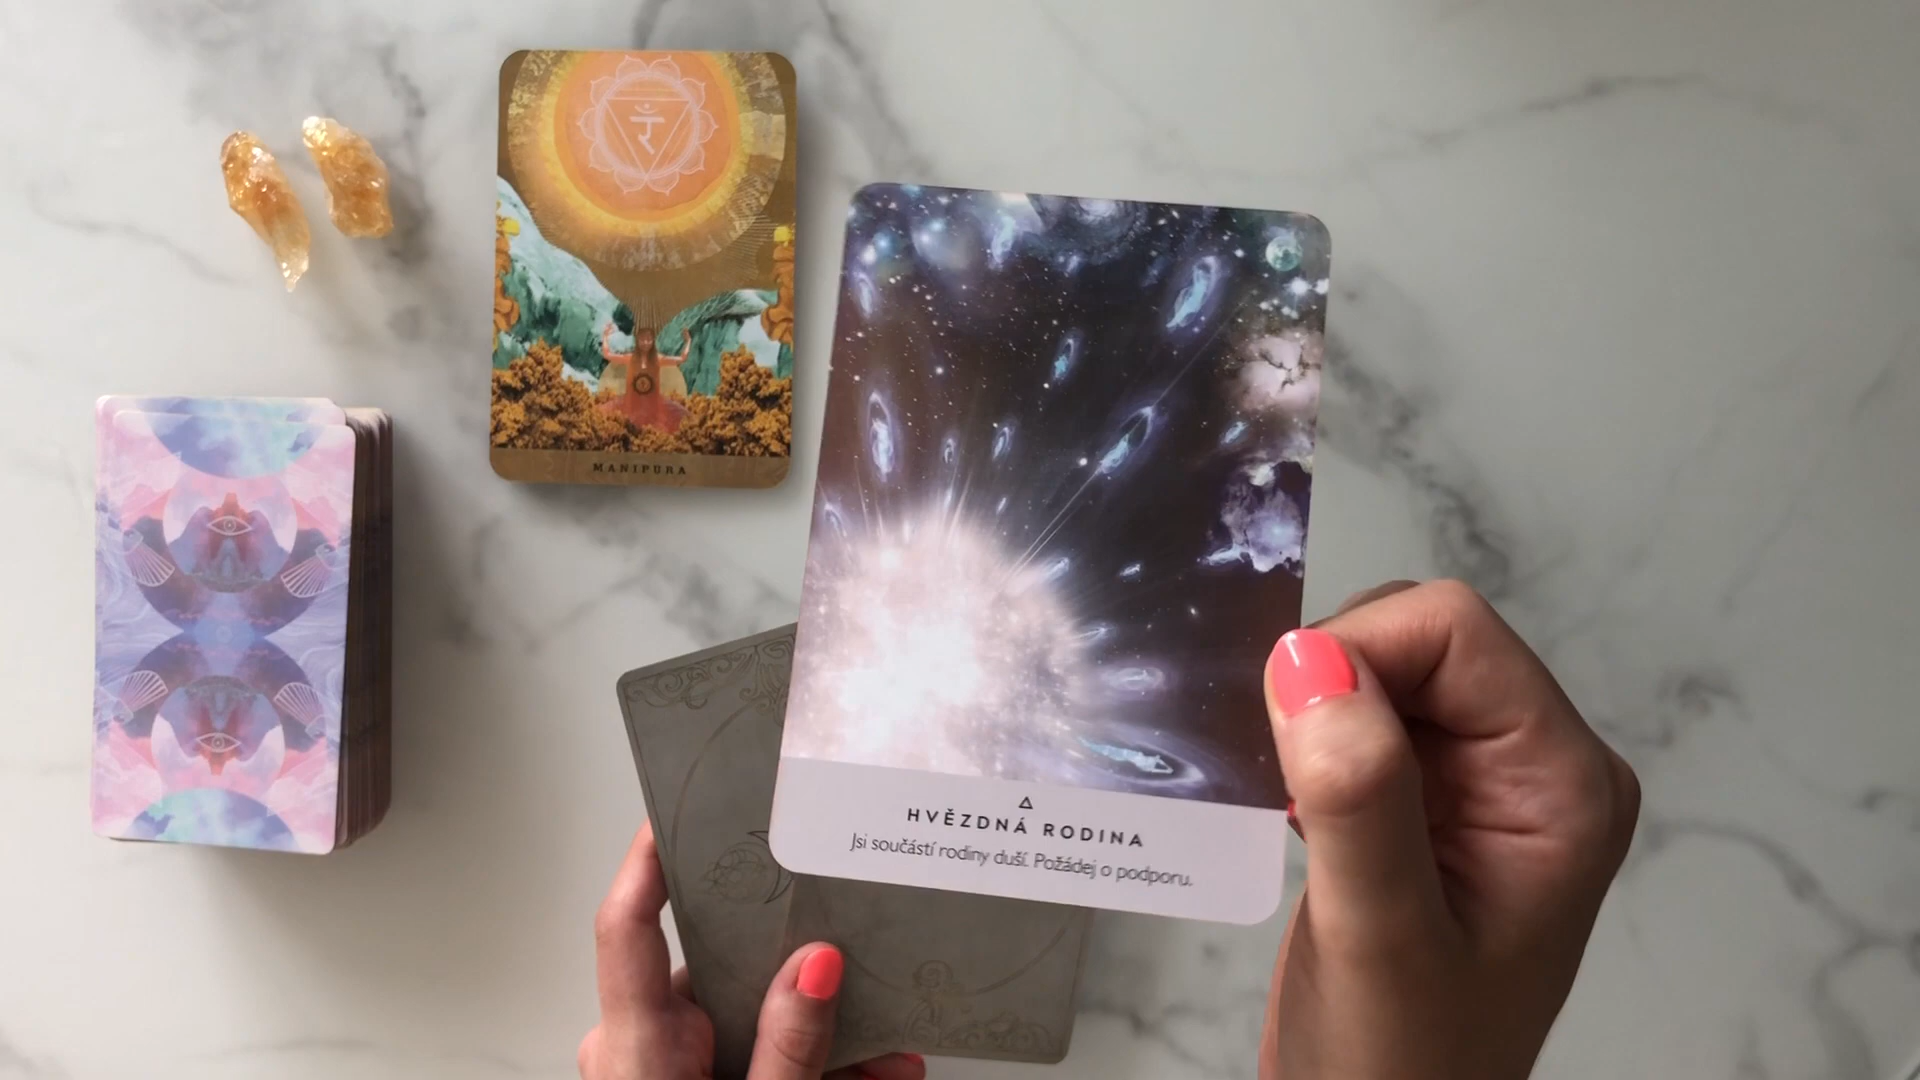 रं
MANIPURA
HVĚZDNÁ RODINA
Jsi součástí rodiny duší. Požádej o podporu.